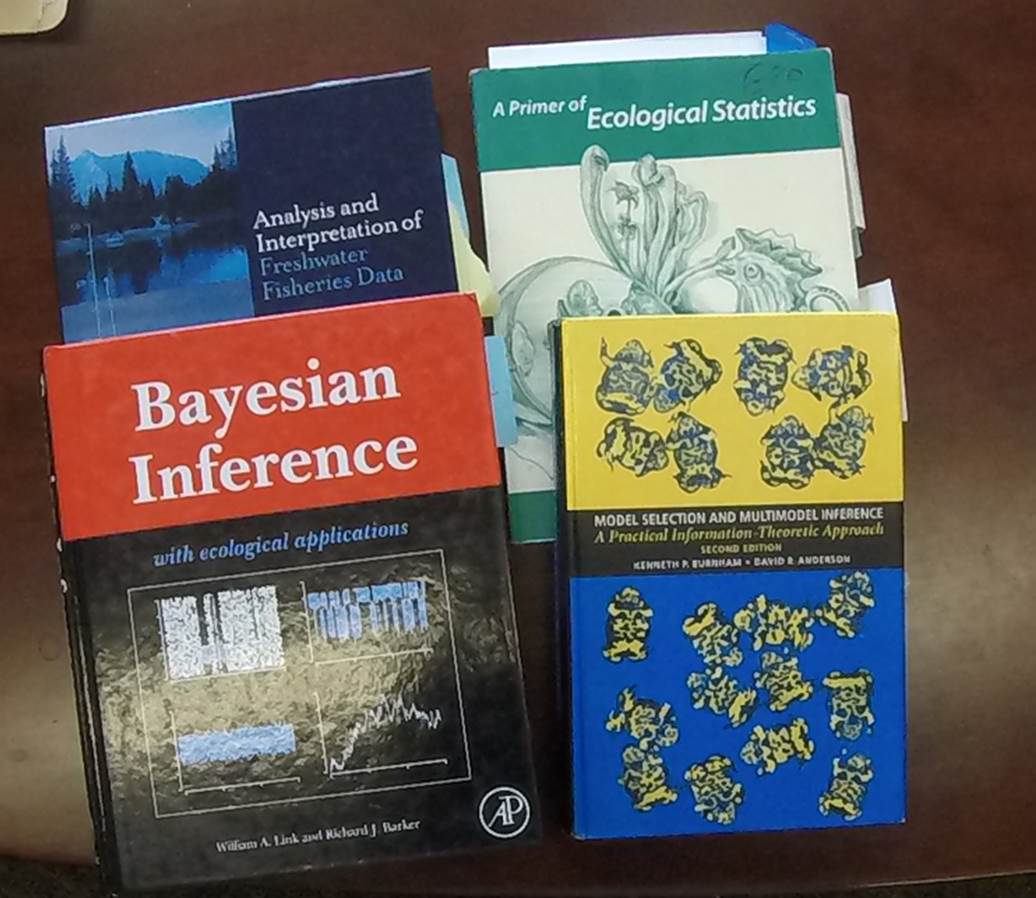 Analysis and
Interpretation of
Freshwater
Fisheries Data
A Primer of
Ecological Statistics
Bayesian
Inference
with ecological applications
William A. Link and Richard J. Barker
AP
MODEL SELECTION AND MULTIMODEL INFERENCE
A Practical Information-Theoretic Approach
SECOND EDITION
KENNETH P. BURNHAM • DAVID R. ANDERSON